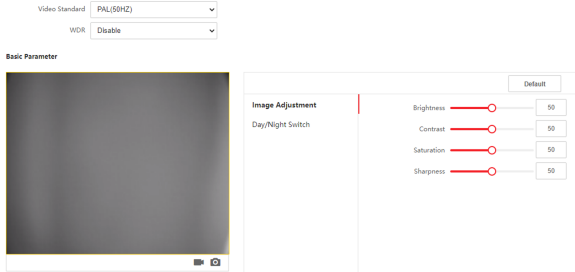 Video Standard PAL(50HZ)
WDR Disable
Basic Parameter
Default
Image Adjustment
Day/Night Switch
Brightness 50
Contrast 50
Saturation 50
Sharpness 50